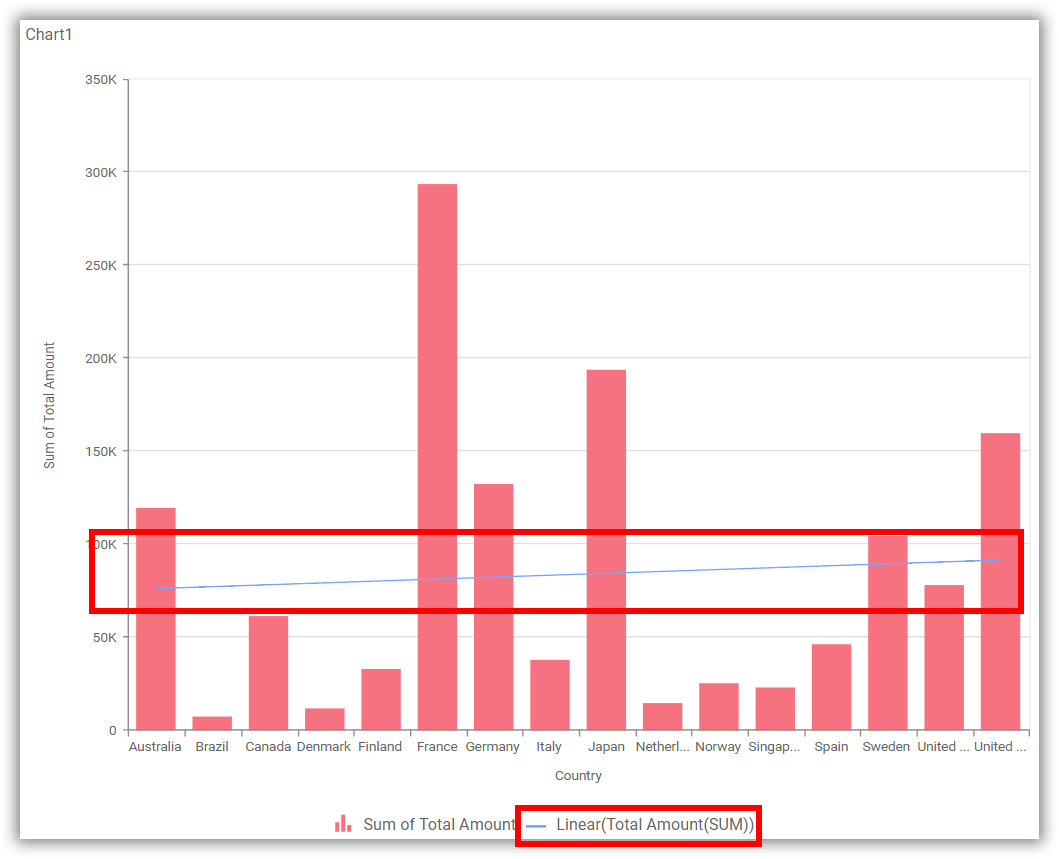 Chart1
350K
300K
250K
200K
150K
100K
50K
0
Sum of Total Amount
Australia Brazil Canada Denmark Finland France Germany Italy Japan Netherl... Norway Singap... Spain Sweden United ... United ...
Country
Sum of Total Amount Linear(Total Amount(SUM))